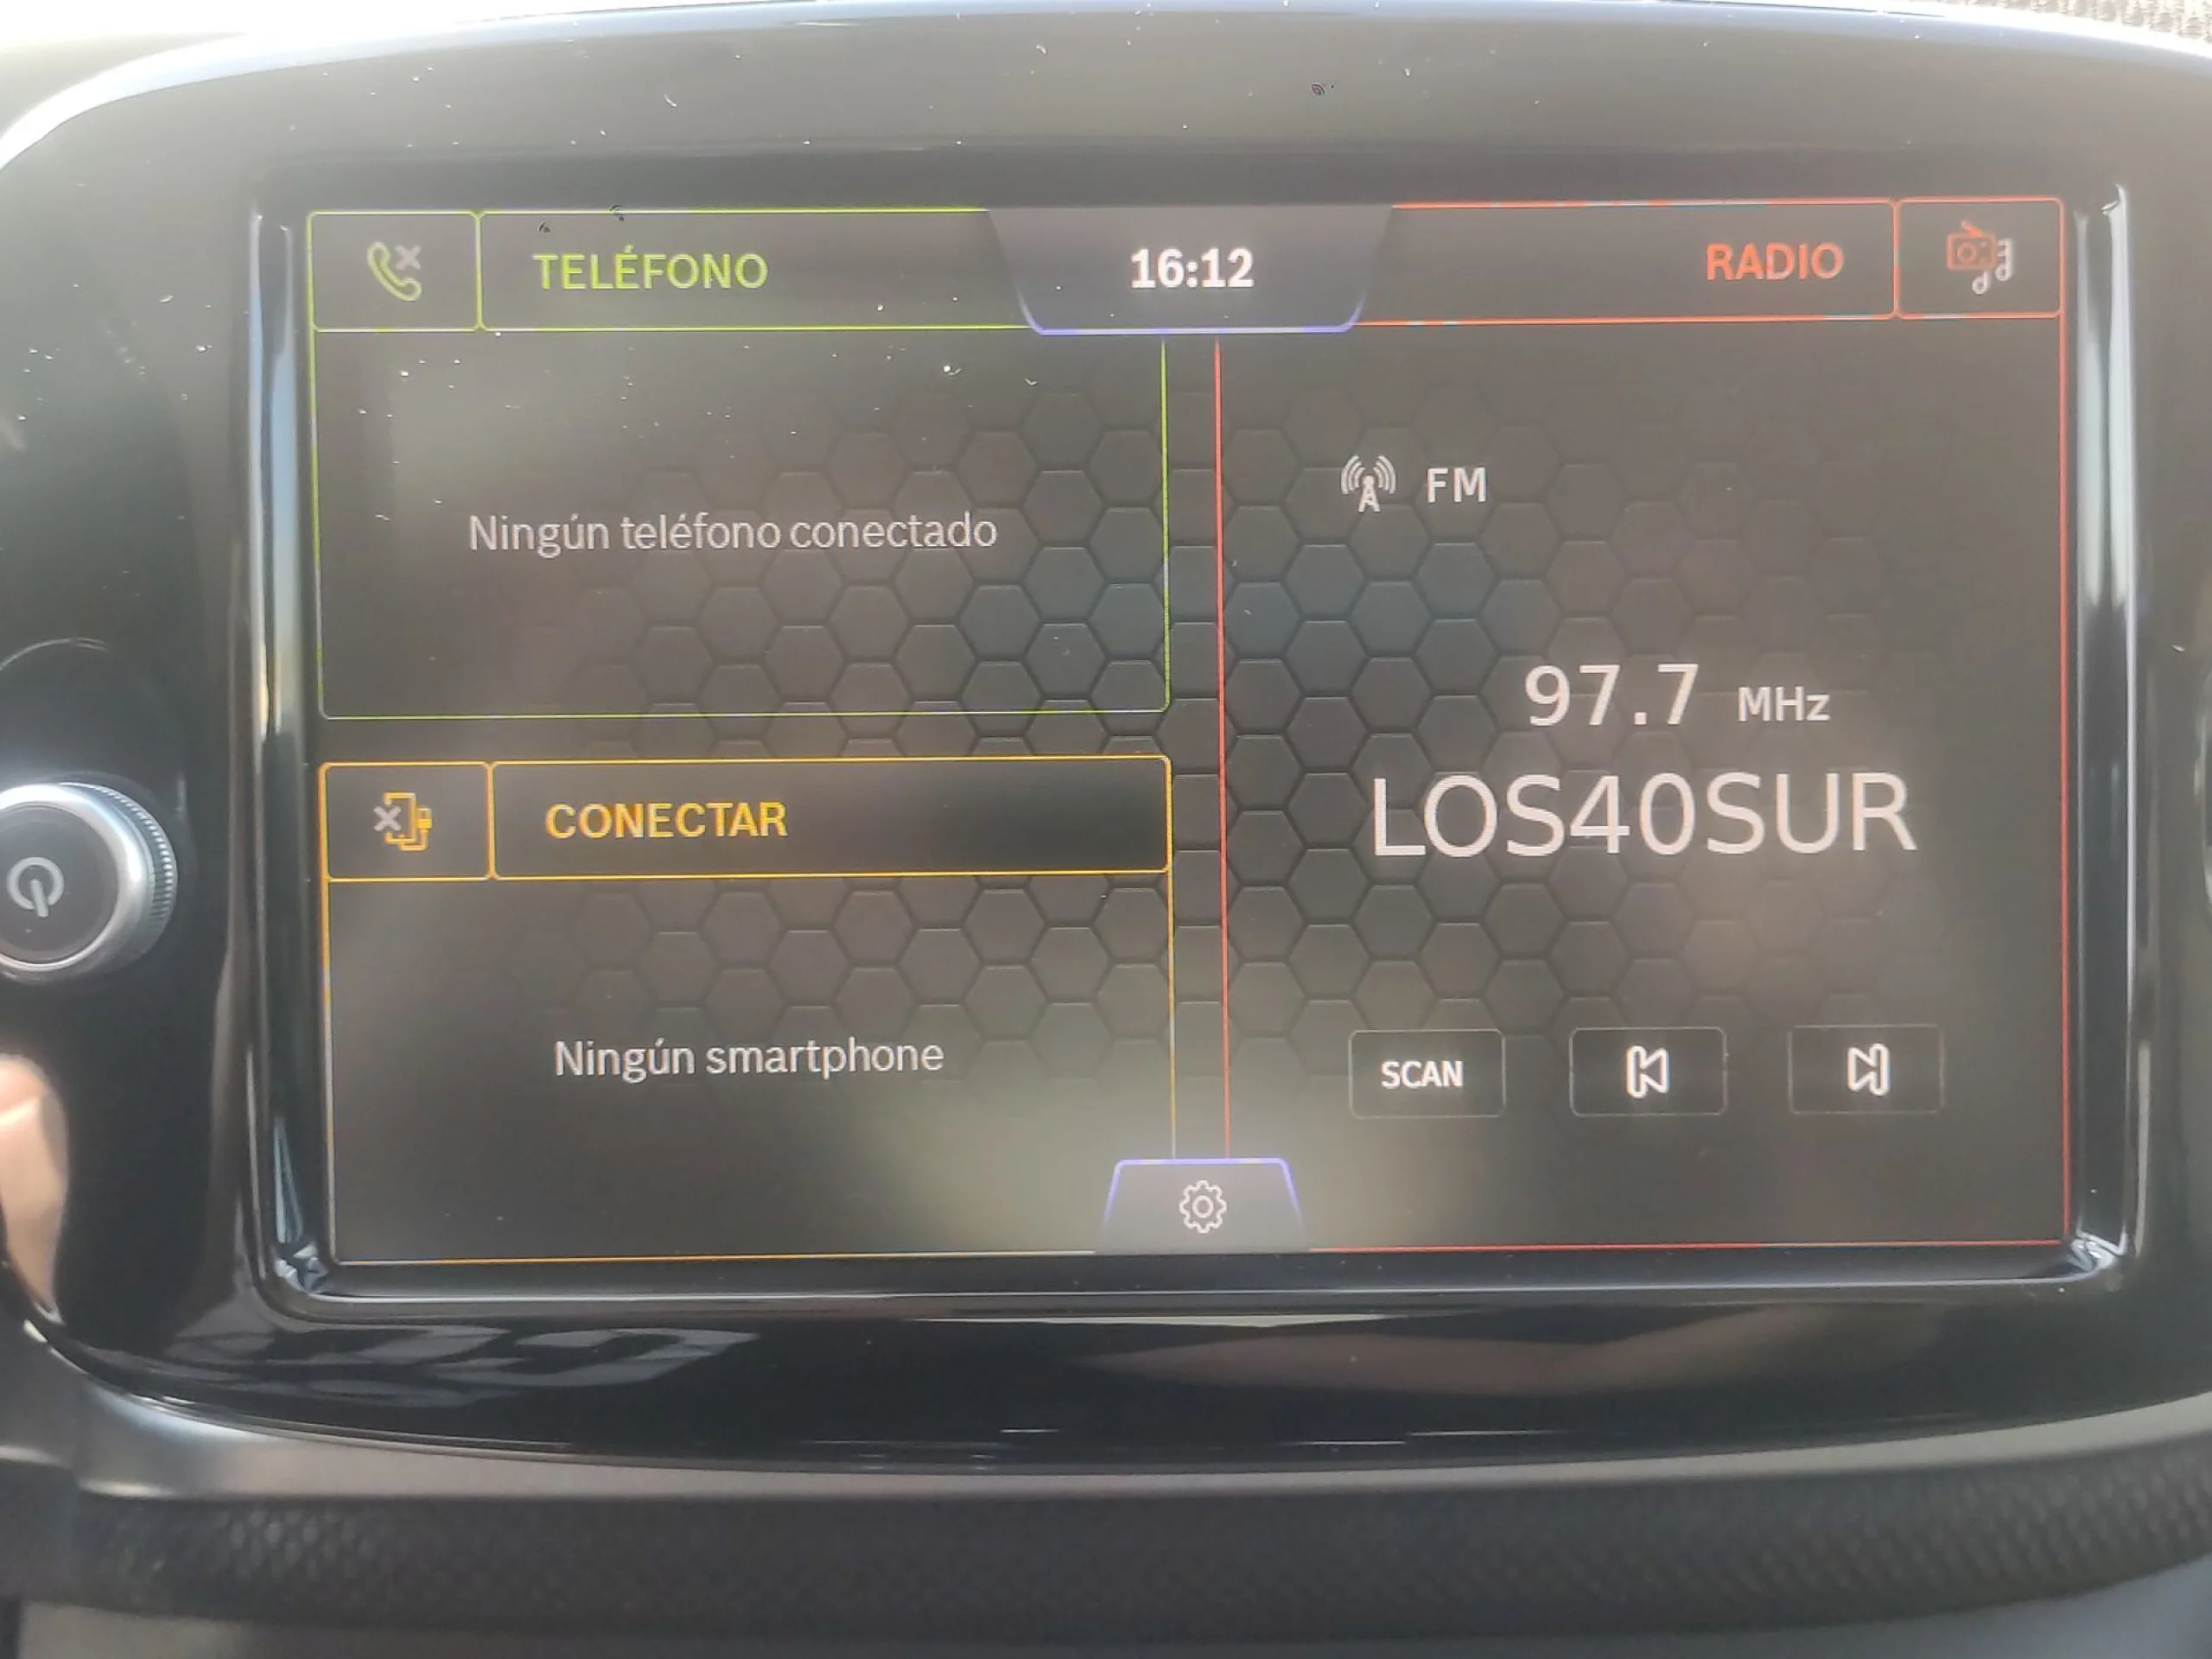 TELÉFONO
16:12
RADIO
Ningún teléfono conectado
FM
97.7 MHz
LOS40SUR
CONECTAR
Ningún smartphone
SCAN